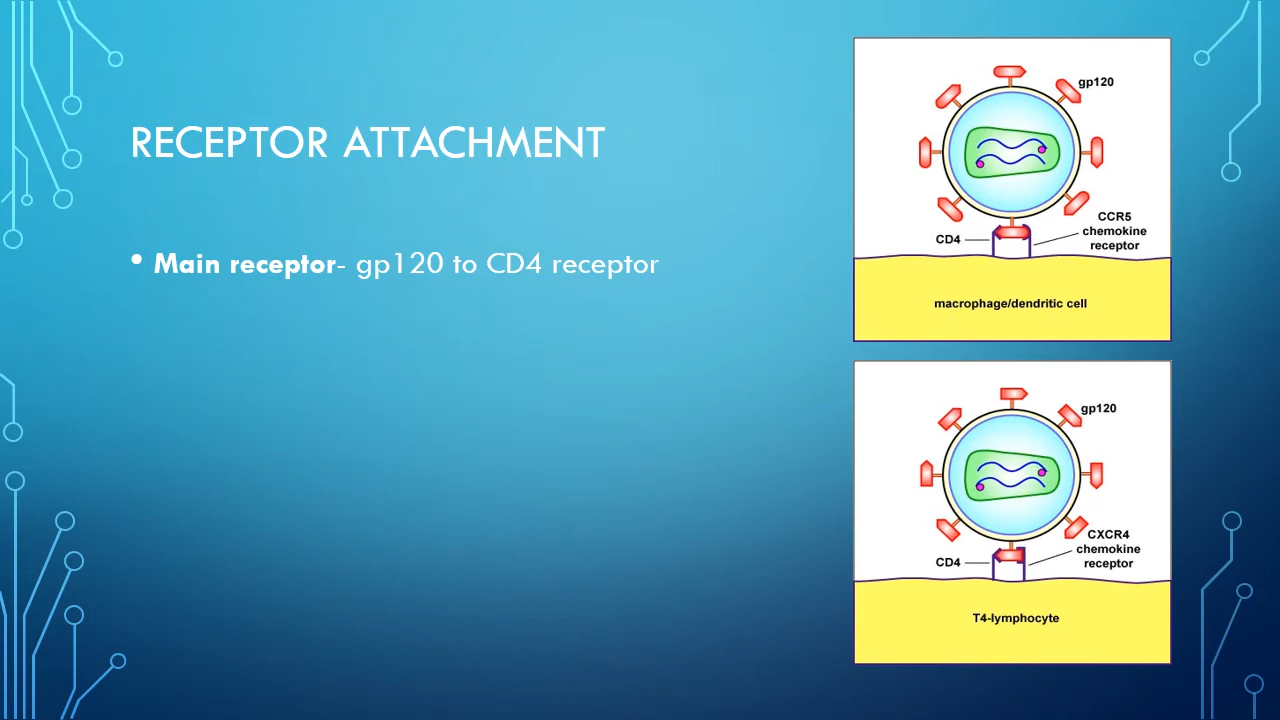 RECEPTOR ATTACHMENT
• Main receptor- gp120 to CD4 receptor
gp120
CCR5
chemokine
receptor
CD4
macrophage/dendritic cell
gp120
CXCR4
chemokine
receptor
CD4
T4-lymphocyte